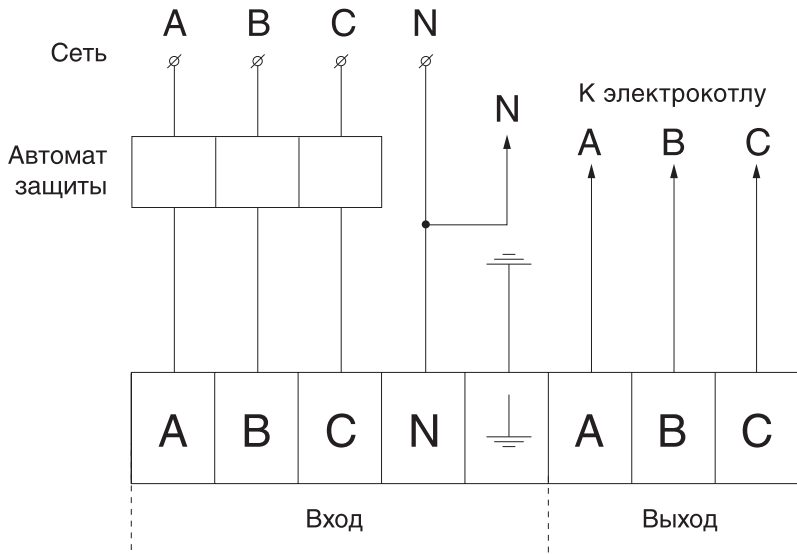 A B C N
Сеть
К электрокотлу
N
A B C
Автомат
защиты
A B C N A B C
Вход Выход